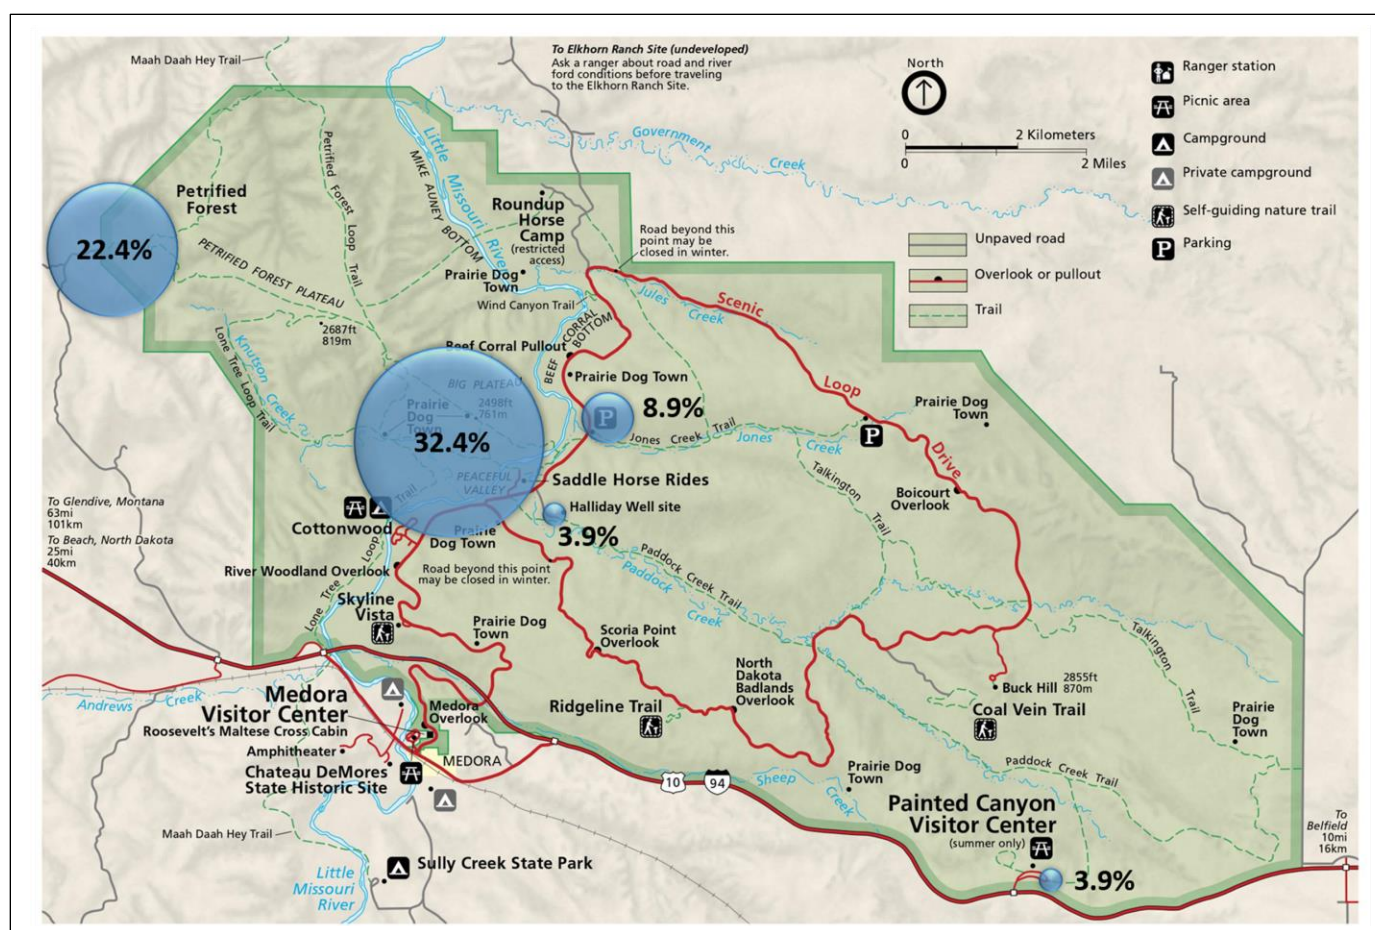 Maah Daah Hey Trail
To Elkhorn Ranch Site (undeveloped)
Ask a ranger about road and river
ford conditions before traveling
to the Elkhorn Ranch Site.
North
0
2 Kilometers
0
2 Miles
Ranger station
Picnic area
Campground
Private campground
Self-guiding nature trail
P
Parking
Unpaved road
Overlook or pullout
Trail
Government
Creek
Little
Missouri
River
MIKE AUNEY
BOTTOM
Petrified Forest Loop Trail
Petrified
Forest
22.4%
PETRIFIED FOREST PLATEAU
Roundup
Horse
Camp
(restricted
access)
Prairie Dog
Town
Wind Canyon Trail
Road beyond this
point may be
closed in winter.
Jules
Creek
Scenic
Loop
Drive
2687ft
819m
Knutson
Creek
Lone Tree Loop Trail
BEEF
CORRAL
BOTTOM
Beef Corral Pullout
Prairie Dog Town
BIG PLATEAU
2498ft
761m
Prairie
Dog
Town
32.4%
P
8.9%
Jones Creek Trail
Jones
Creek
P
Prairie Dog
Town
PEACEFUL
VALLEY
Saddle Horse Rides
Talkington
Trail
Boicourt
Overlook
To Glendive, Montana
63mi
101km
To Beach, North Dakota
25mi
40km
Trail
Cottonwood
Halliday Well site
3.9%
Prairie
Dog Town
Road beyond this point
may be closed in winter.
River Woodland Overlook
Lone Tree
Loop
Paddock Creek Trail
Paddock
Creek
Skyline
Vista
Prairie Dog
Town
Scoria Point
Overlook
Talkington
Trail
North
Dakota
Badlands
Overlook
Buck Hill
2855ft
870m
Coal Vein Trail
Prairie
Dog
Town
Andrews
Creek
Medora
Visitor Center
Roosevelt's Maltese Cross Cabin
Medora
Overlook
Ridgeline Trail
Amphitheater
MEDORA
Chateau DeMores
State Historic Site
10
94
Sheep
Creek
Prairie Dog
Town
Paddock Creek Trail
Painted Canyon
Visitor Center
(summer only)
To
Belfield
10mi
16km
Maah Daah Hey Trail
Sully Creek State Park
Little
Missouri
River
3.9%